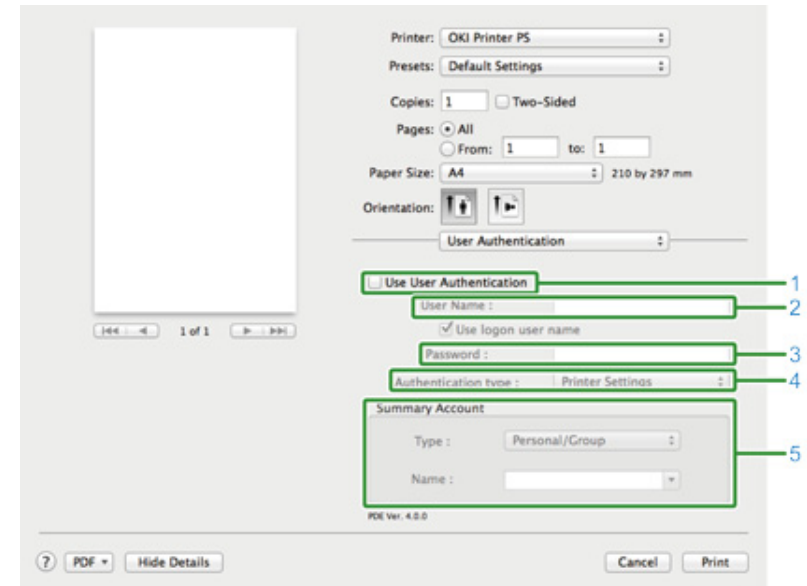 Printer: OKI Printer PS
Presets: Default Settings
Copies: 1 Two-Sided
Pages: All
From: 1 to: 1
Paper Size: A4 210 by 297 mm
Orientation:
User Authentication
Use User Authentication 1
User Name : 2
1 of 1
Use logon user name
Password : 3
Authentication type : Printer Settings 4
Summary Account
Type : Personal/Group
5
Name :
PDE Ver. 4.0.0
? PDF Hide Details Cancel Print